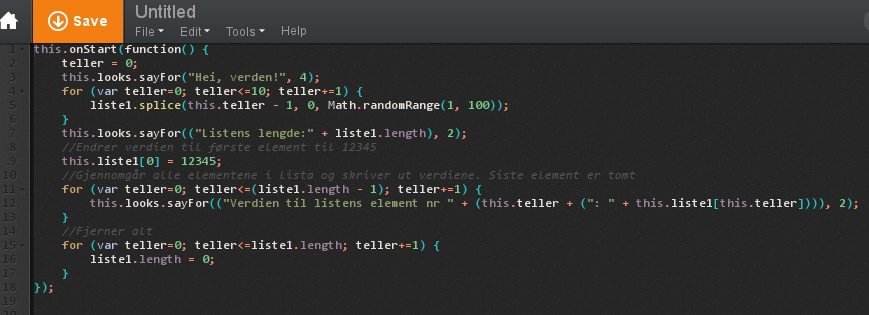 Untitled
Save
File Edit Tools Help
1 this.onStart(function() {
2 teller = 0;
3 this.looks.sayFor("Hei, verden!", 4);
4 for (var teller=0; teller<=10; teller+=1) {
5 liste1.splice(this.teller - 1, 0, Math.randomRange(1, 100));
6 }
7 this.looks.sayFor(("Listens lengde:" + liste1.length), 2);
8 //Endrer verdien til første element til 12345
9 this.liste1[0] = 12345;
10 //Gjennomgår alle elementene i lista og skriver ut verdiene. Siste element er tomt
11 for (var teller=0; teller<=(liste1.length - 1); teller+=1) {
12 this.looks.sayFor(("Verdien til listens element nr " + (this.teller + (": " + this.liste1[this.teller]))), 2);
13 }
14 //Fjerner alt
15 for (var teller=0; teller<=liste1.length; teller+=1) {
16 liste1.length = 0;
17 }
18 });
19